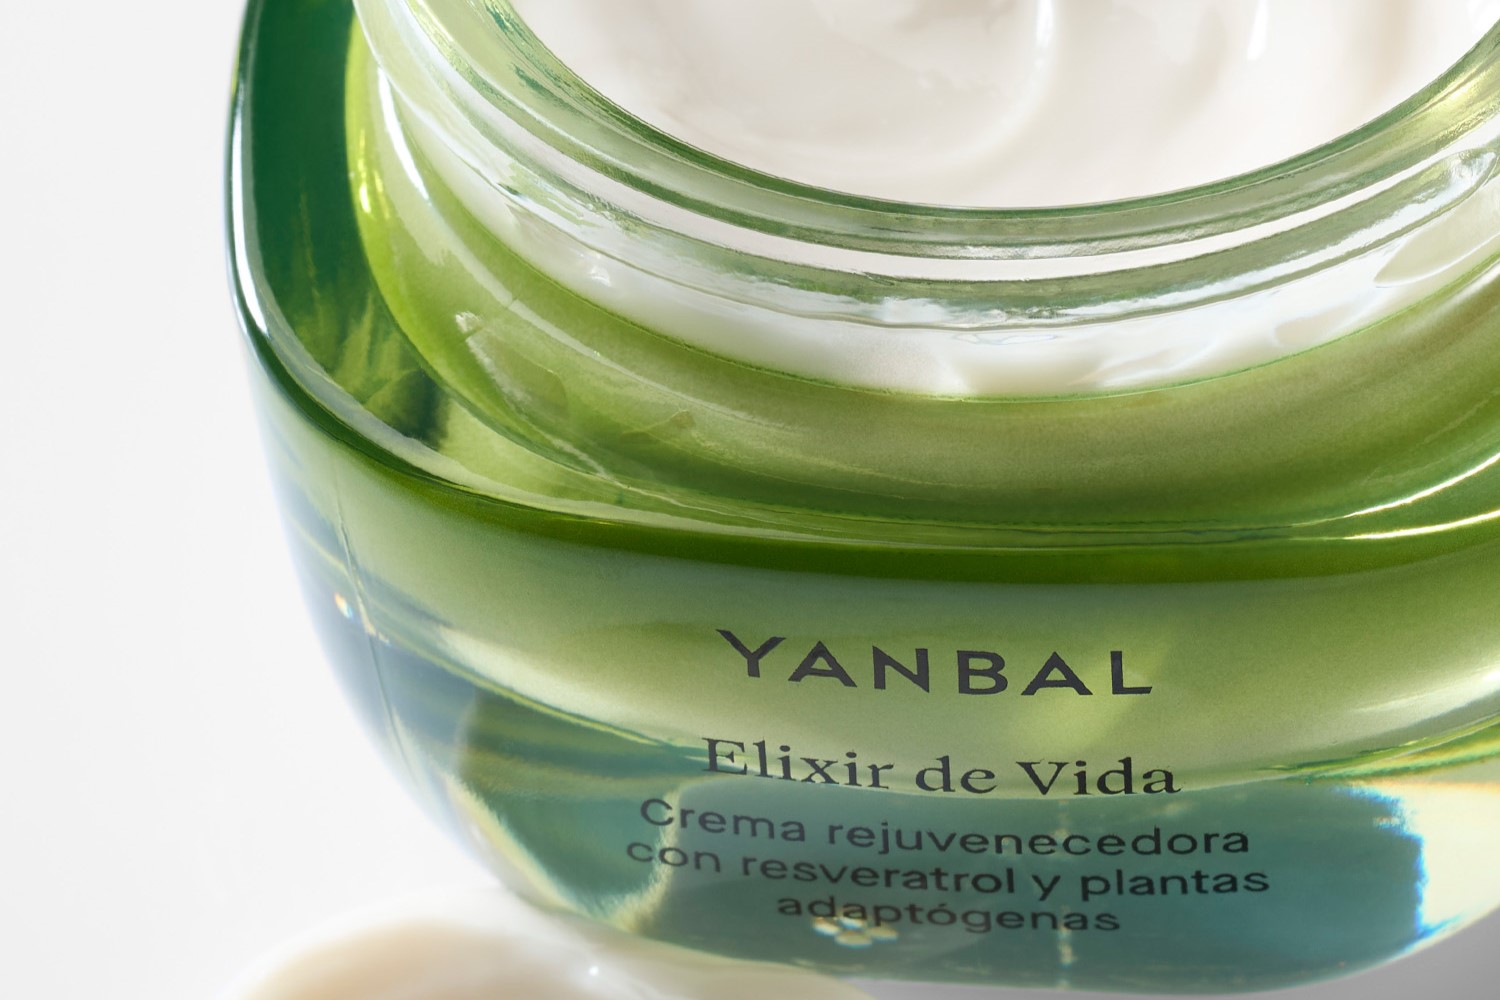 YANBAL
Elixir de Vida
Crema rejuvenecedora
con resveratrol y plantas
adaptógenas